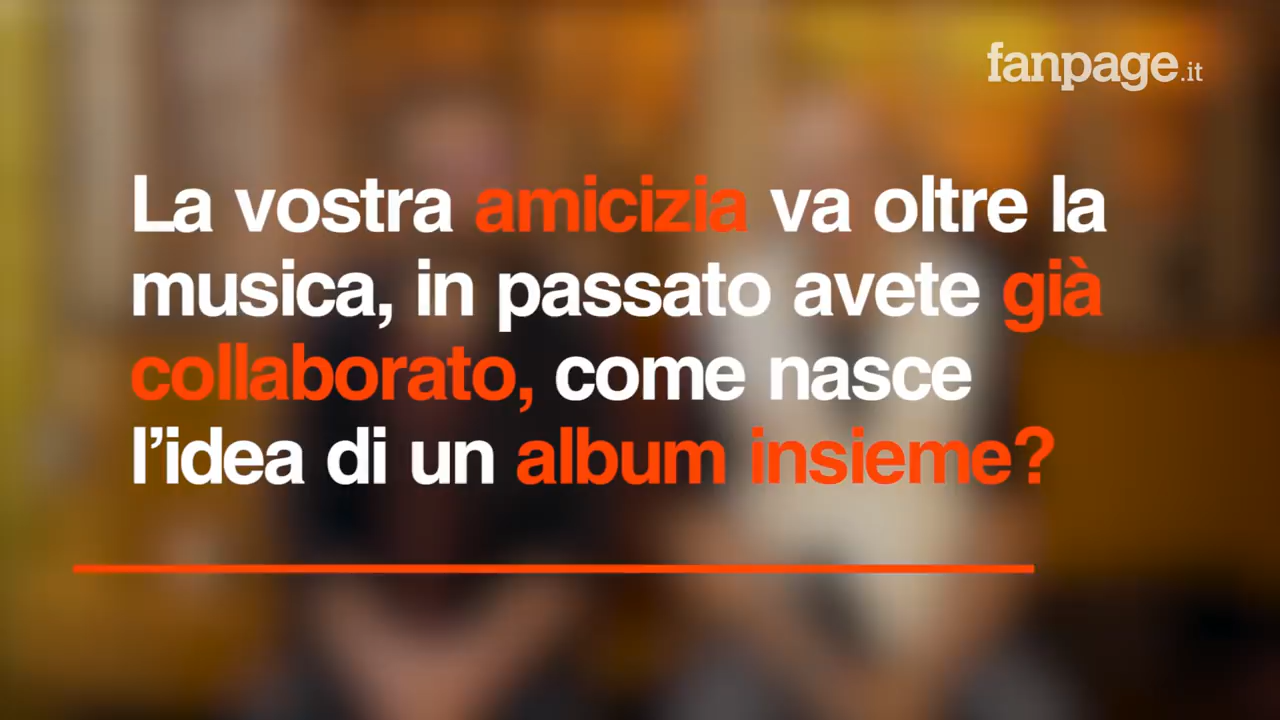 fanpage.it
La vostra amicizia va oltre la
musica, in passato avete già
collaborato, come nasce
l’idea di un album insieme?